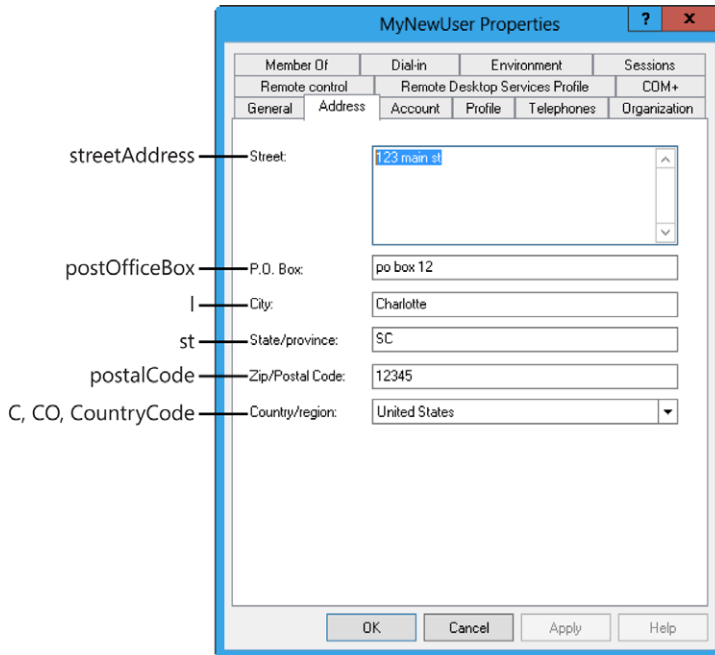 MyNewUser Properties ? x
Member Of Dial-in Environment Sessions
Remote control Remote Desktop Services Profile COM+
General Address Account Profile Telephones Organization
streetAddress Street: 123 main st
postOfficeBox P.O. Box: po box 12
l City: Charlotte
st State/province: SC
postalCode Zip/Postal Code: 12345
C, CO, CountryCode Country/region: United States
OK Cancel Apply Help